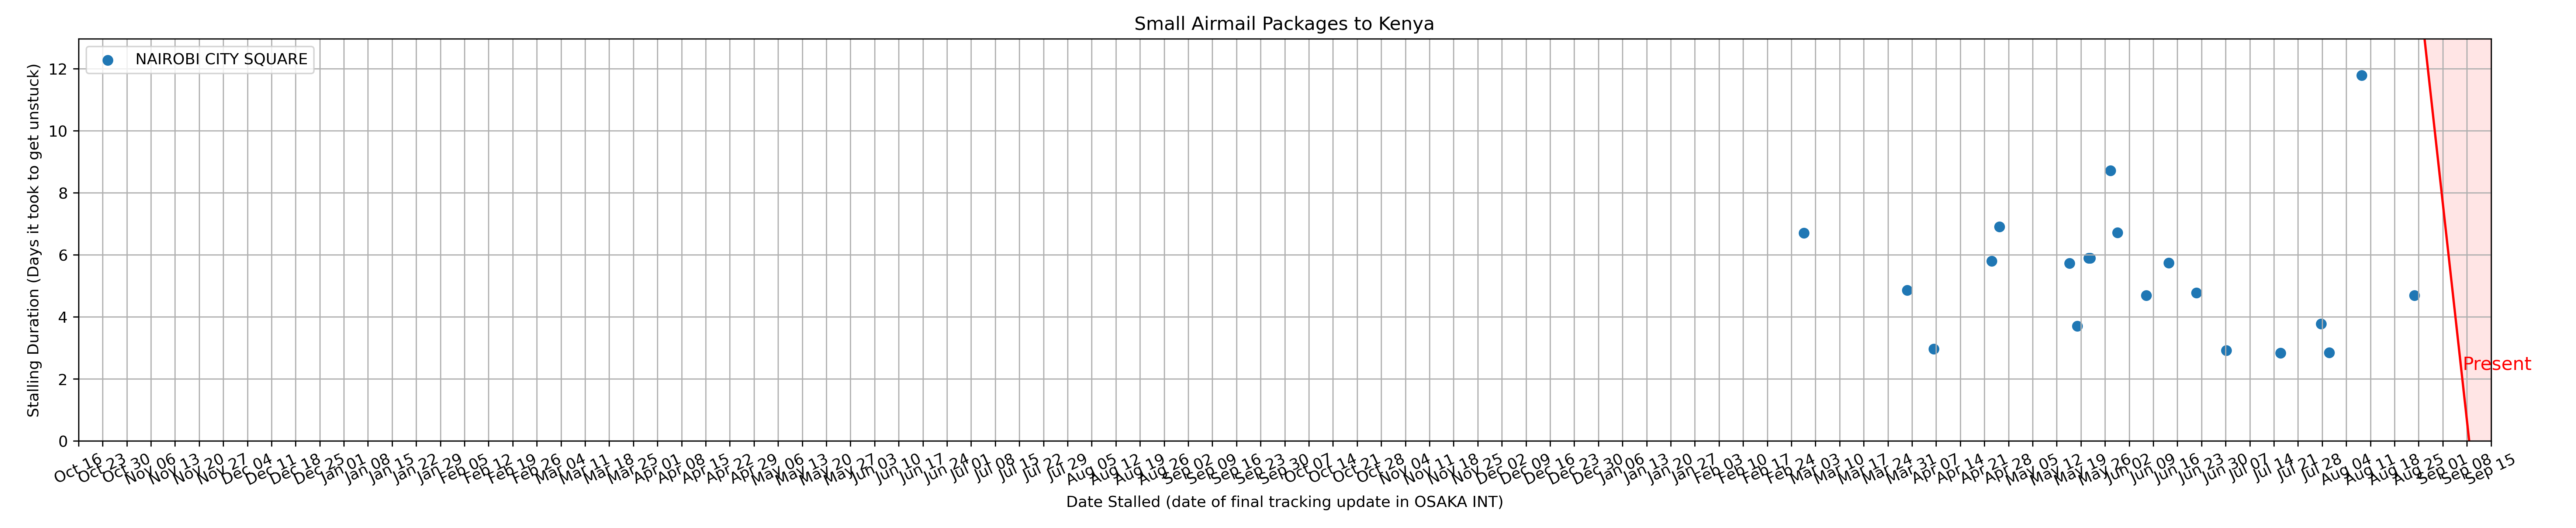 Small Airmail Packages to Kenya
NAIROBI CITY SQUARE
Stalling Duration (Days it took to get unstuck)
12
10
8
6
4
2
0
Present
Oct 16
Oct 23
Oct 30
Nov 06
Nov 13
Nov 20
Nov 27
Dec 04
Dec 11
Dec 18
Dec 25
Jan 01
Jan 08
Jan 15
Jan 22
Jan 29
Feb 05
Feb 12
Feb 19
Feb 26
Mar 04
Mar 11
Mar 18
Mar 25
Apr 01
Apr 08
Apr 15
Apr 22
Apr 29
May 06
May 13
May 20
May 27
Jun 03
Jun 10
Jun 17
Jun 24
Jul 01
Jul 08
Jul 15
Jul 22
Jul 29
Aug 05
Aug 12
Aug 19
Aug 26
Sep 02
Sep 09
Sep 16
Sep 23
Sep 30
Oct 07
Oct 14
Oct 21
Oct 28
Nov 04
Nov 11
Nov 18
Nov 25
Dec 02
Dec 09
Dec 16
Dec 23
Dec 30
Jan 06
Jan 13
Jan 20
Jan 27
Feb 03
Feb 10
Feb 17
Feb 24
Mar 03
Mar 10
Mar 17
Mar 24
Mar 31
Apr 07
Apr 14
Apr 21
Apr 28
May 05
May 12
May 19
May 26
Jun 02
Jun 09
Jun 16
Jun 23
Jun 30
Jul 07
Jul 14
Jul 21
Jul 28
Aug 04
Aug 11
Aug 18
Aug 25
Sep 01
Sep 08
Sep 15
Date Stalled (date of final tracking update in OSAKA INT)